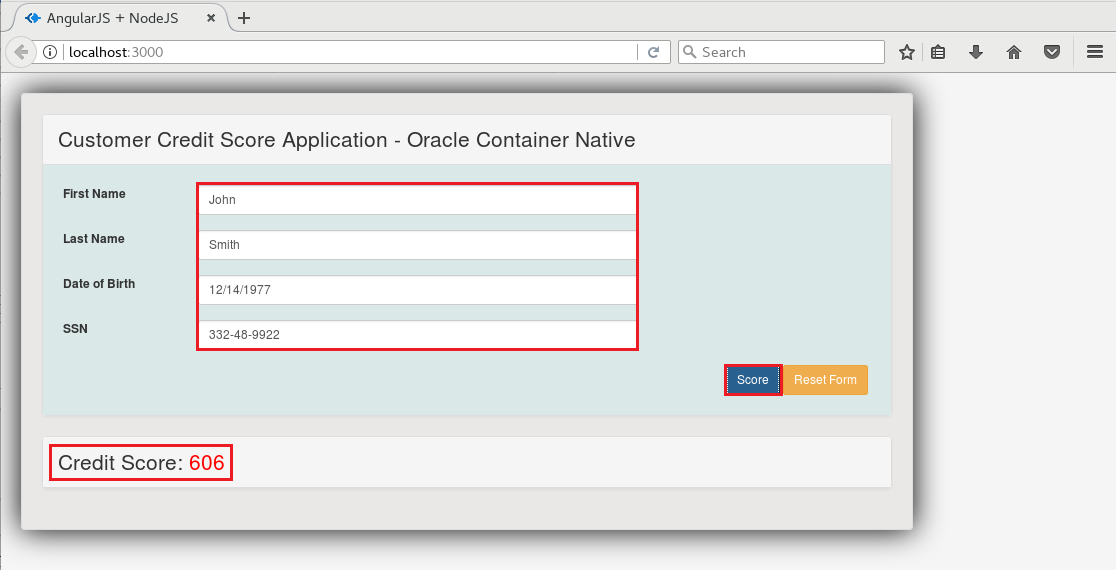 AngularJS + NodeJS
localhost:3000
Search
Customer Credit Score Application - Oracle Container Native
First Name
John
Last Name
Smith
Date of Birth
12/14/1977
SSN
332-48-9922
Score
Reset Form
Credit Score: 606